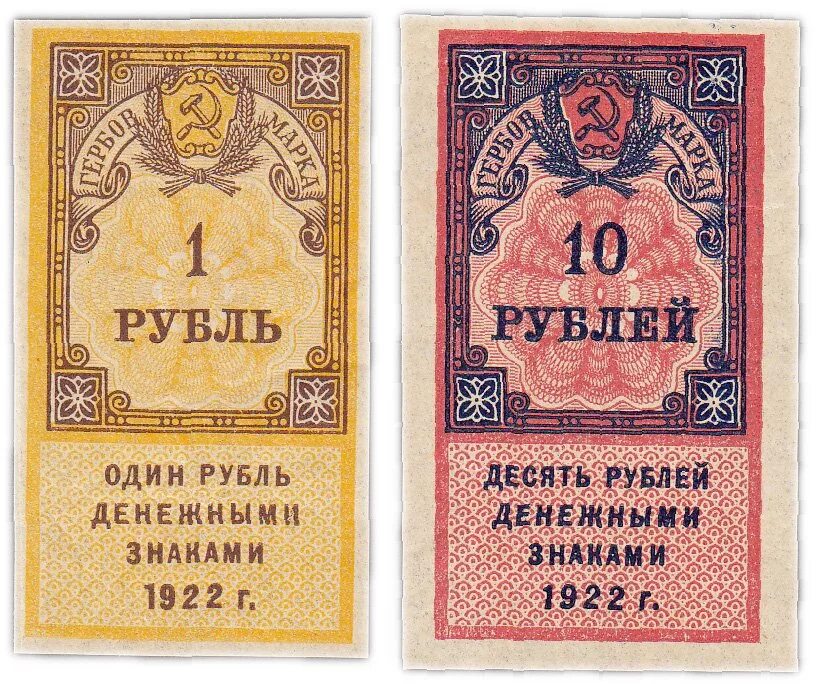 ГЕРБОВ МАРКА
1
РУБЛЬ
ОДИН РУБЛЬ
ДЕНЕЖНЫМИ
ЗНАКАМИ
1922 г.
ГЕРБОВ МАРКА
10
РУБЛЕЙ
ДЕСЯТЬ РУБЛЕЙ
ДЕНЕЖНЫМИ
ЗНАКАМИ
1922 г.